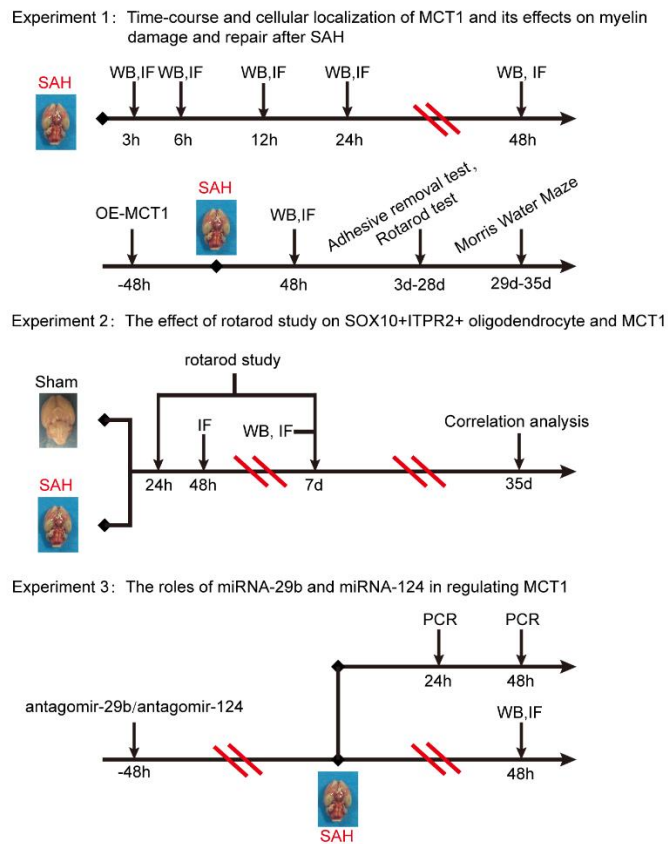 Experiment 1: Time-course and cellular localization of MCT1 and its effects on myelin
damage and repair after SAH
SAH
WB,IF WB,IF WB,IF WB,IF WB, IF
3h 6h 12h 24h 48h
SAH
OE-MCT1 WB,IF Adhesive removal test, Rotarod test Morris Water Maze
-48h 48h 3d-28d 29d-35d
Experiment 2: The effect of rotarod study on SOX10+ITPR2+ oligodendrocyte and MCT1
rotarod study
Sham
IF WB, IF Correlation analysis
SAH
24h 48h 7d 35d
Experiment 3: The roles of miRNA-29b and miRNA-124 in regulating MCT1
PCR PCR
24h 48h
antagomir-29b/antagomir-124 WB,IF
-48h 48h
SAH